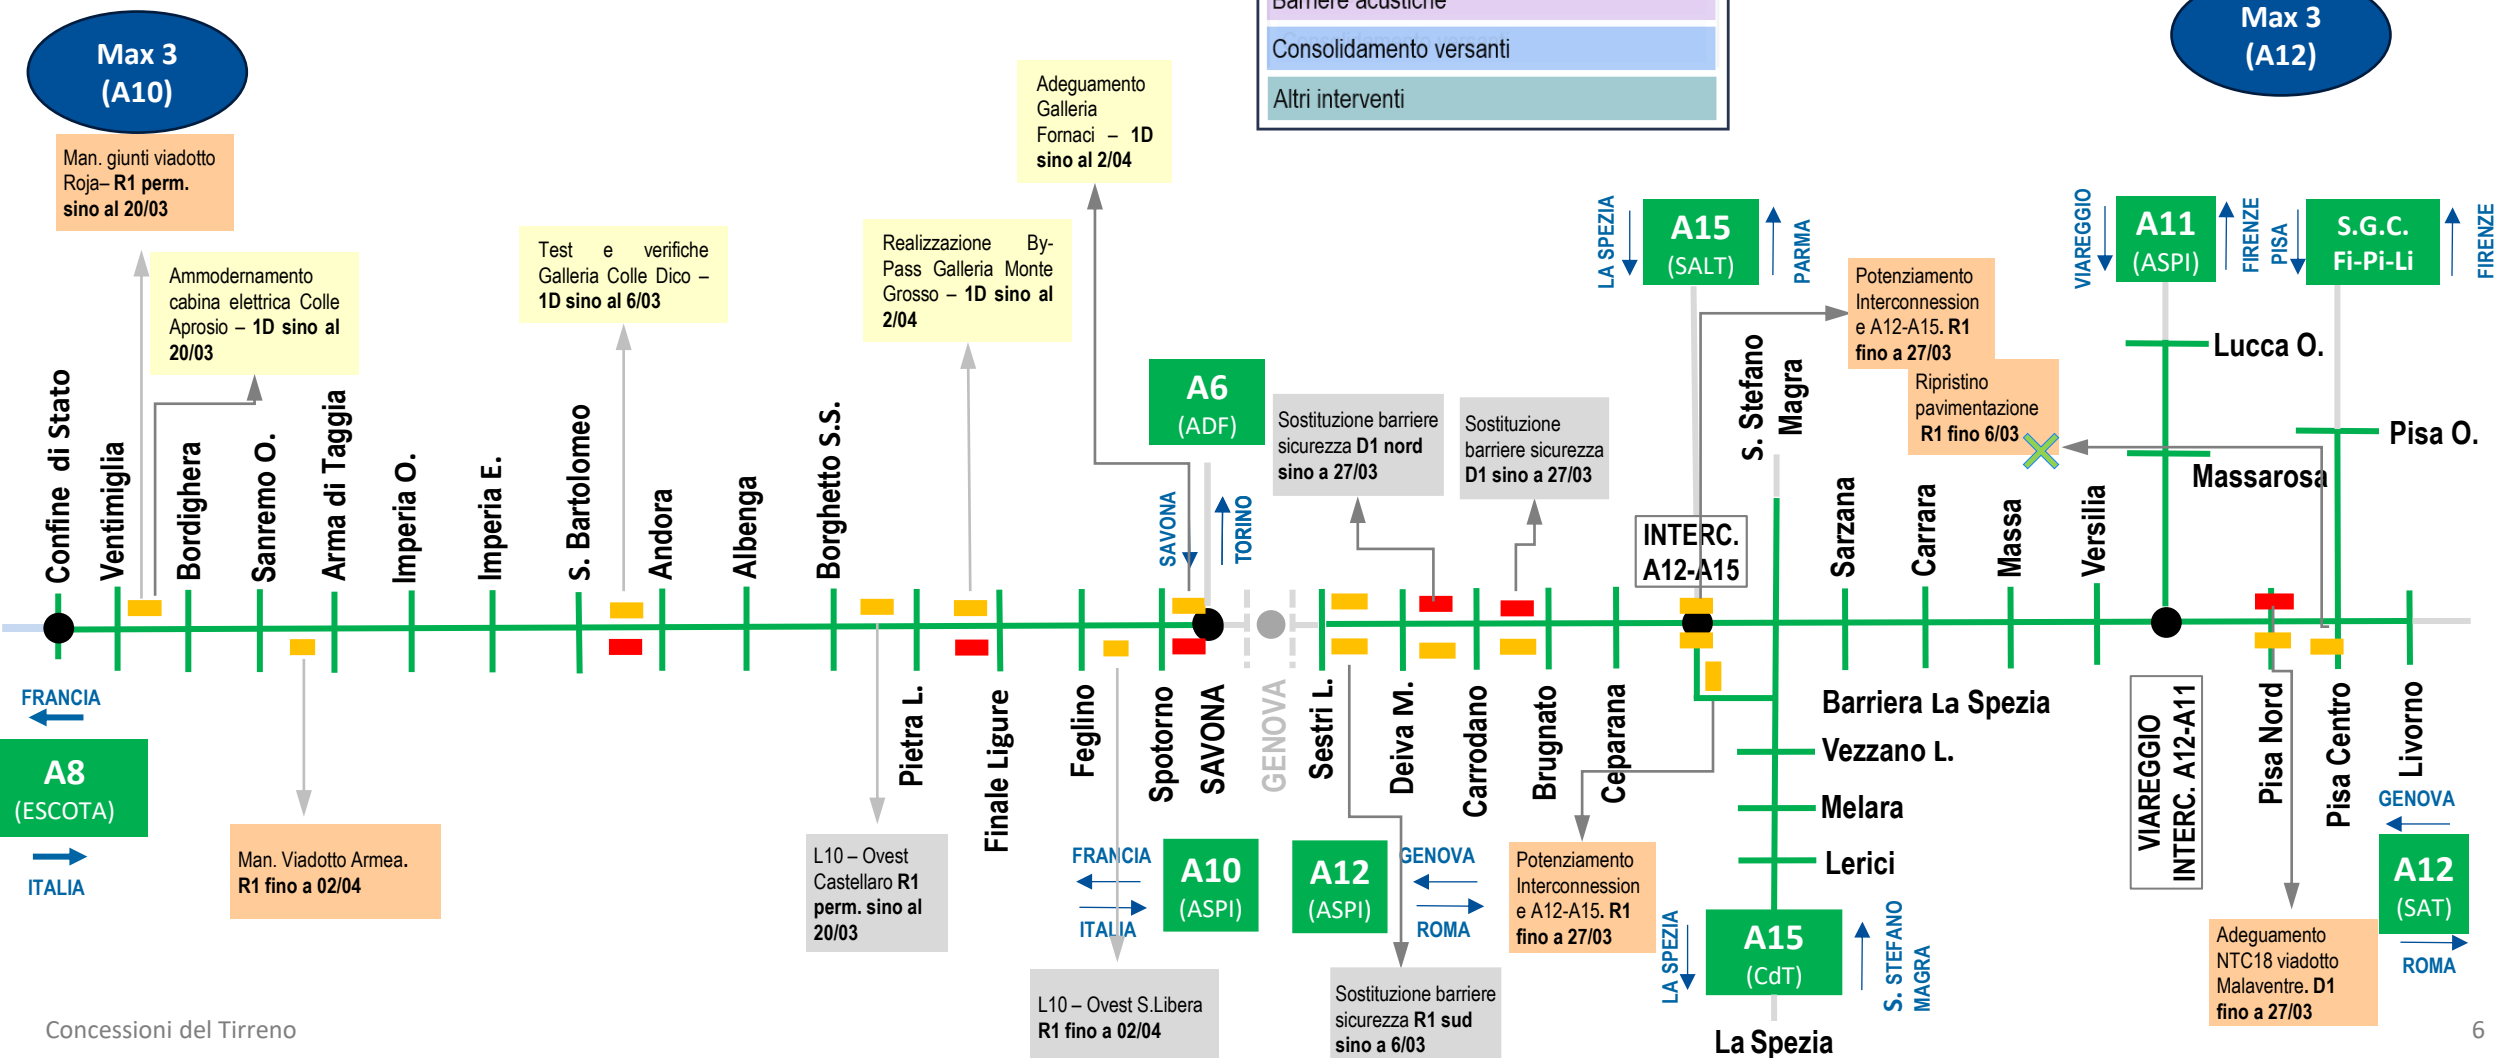 Barriere acustiche
Consolidamento versanti
Altri interventi
Max 3
(A10)
Max 3
(A12)
Man. giunti viadotto
Roja– R1 perm.
sino al 20/03
Ammodernamento
cabina elettrica Colle
Aprosio – 1D sino al
20/03
Test e verifiche
Galleria Colle Dico –
1D sino al 6/03
Realizzazione By-
Pass Galleria Monte
Grosso – 1D sino al
2/04
Adeguamento
Galleria
Fornaci – 1D
sino al 2/04
A6
(ADF)
SAVONA
TORINO
Sostituzione barriere
sicurezza D1 nord
sino a 27/03
Sostituzione
barriere sicurezza
D1 sino a 27/03
LA SPEZIA
A15
(SALT)
PARMA
Potenziamento
Interconnession
e A12-A15. R1
fino a 27/03
Ripristino
pavimentazione
R1 fino 6/03
VIAREGGIO
A11
(ASPI)
FIRENZE
PISA
S.G.C.
Fi-Pi-Li
FIRENZE
Lucca O.
Massarosa
Pisa O.
Confine di Stato
Ventimiglia
Bordighera
Sanremo O.
Arma di Taggia
Imperia O.
Imperia E.
S. Bartolomeo
Andora
Albenga
Borghetto S.S.
INTERC.
A12-A15
S. Stefano
Magra
Sarzana
Carrara
Massa
Versilia
Pietra L.
Finale Ligure
Feglino
Spotorno
SAVONA
GENOVA
Sestri L.
Deiva M.
Carrodano
Brugnato
Ceparana
Barriera La Spezia
Vezzano L.
Melara
Lerici
VIAREGGIO
INTERC. A12-A11
Pisa Nord
Pisa Centro
Livorno
FRANCIA
A8
(ESCOTA)
ITALIA
Man. Viadotto Armea.
R1 fino a 02/04
L10 – Ovest
Castellaro R1
perm. sino al
20/03
FRANCIA
ITALIA
A10
(ASPI)
A12
(ASPI)
GENOVA
ROMA
L10 – Ovest S.Libera
R1 fino a 02/04
Sostituzione barriere
sicurezza R1 sud
sino a 6/03
Potenziamento
Interconnession
e A12-A15. R1
fino a 27/03
LA SPEZIA
A15
(CdT)
S. STEFANO
MAGRA
La Spezia
Adeguamento
NTC18 viadotto
Malaventre. D1
fino a 27/03
GENOVA
A12
(SAT)
ROMA
Concessioni del Tirreno
6